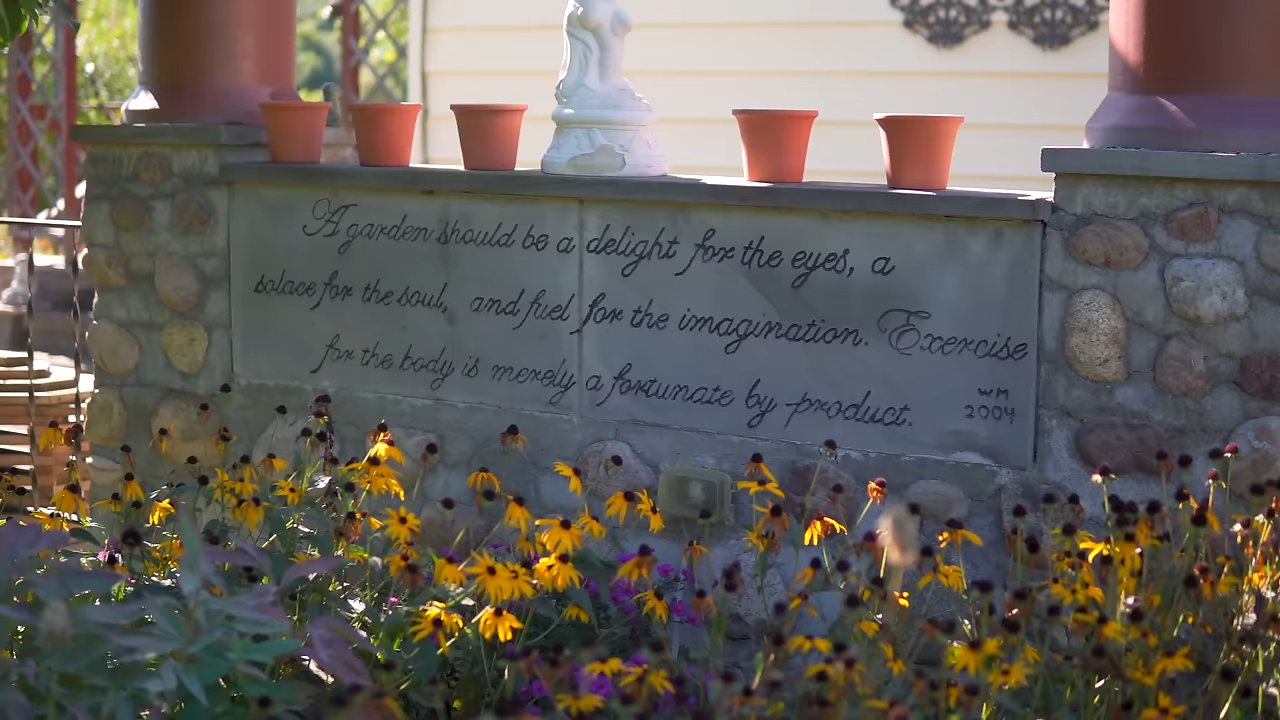 A garden should be a delight for the eyes, a
solace for the soul, and fuel for the imagination. Exercise
for the body is merely a fortunate by-product.
WM
2004